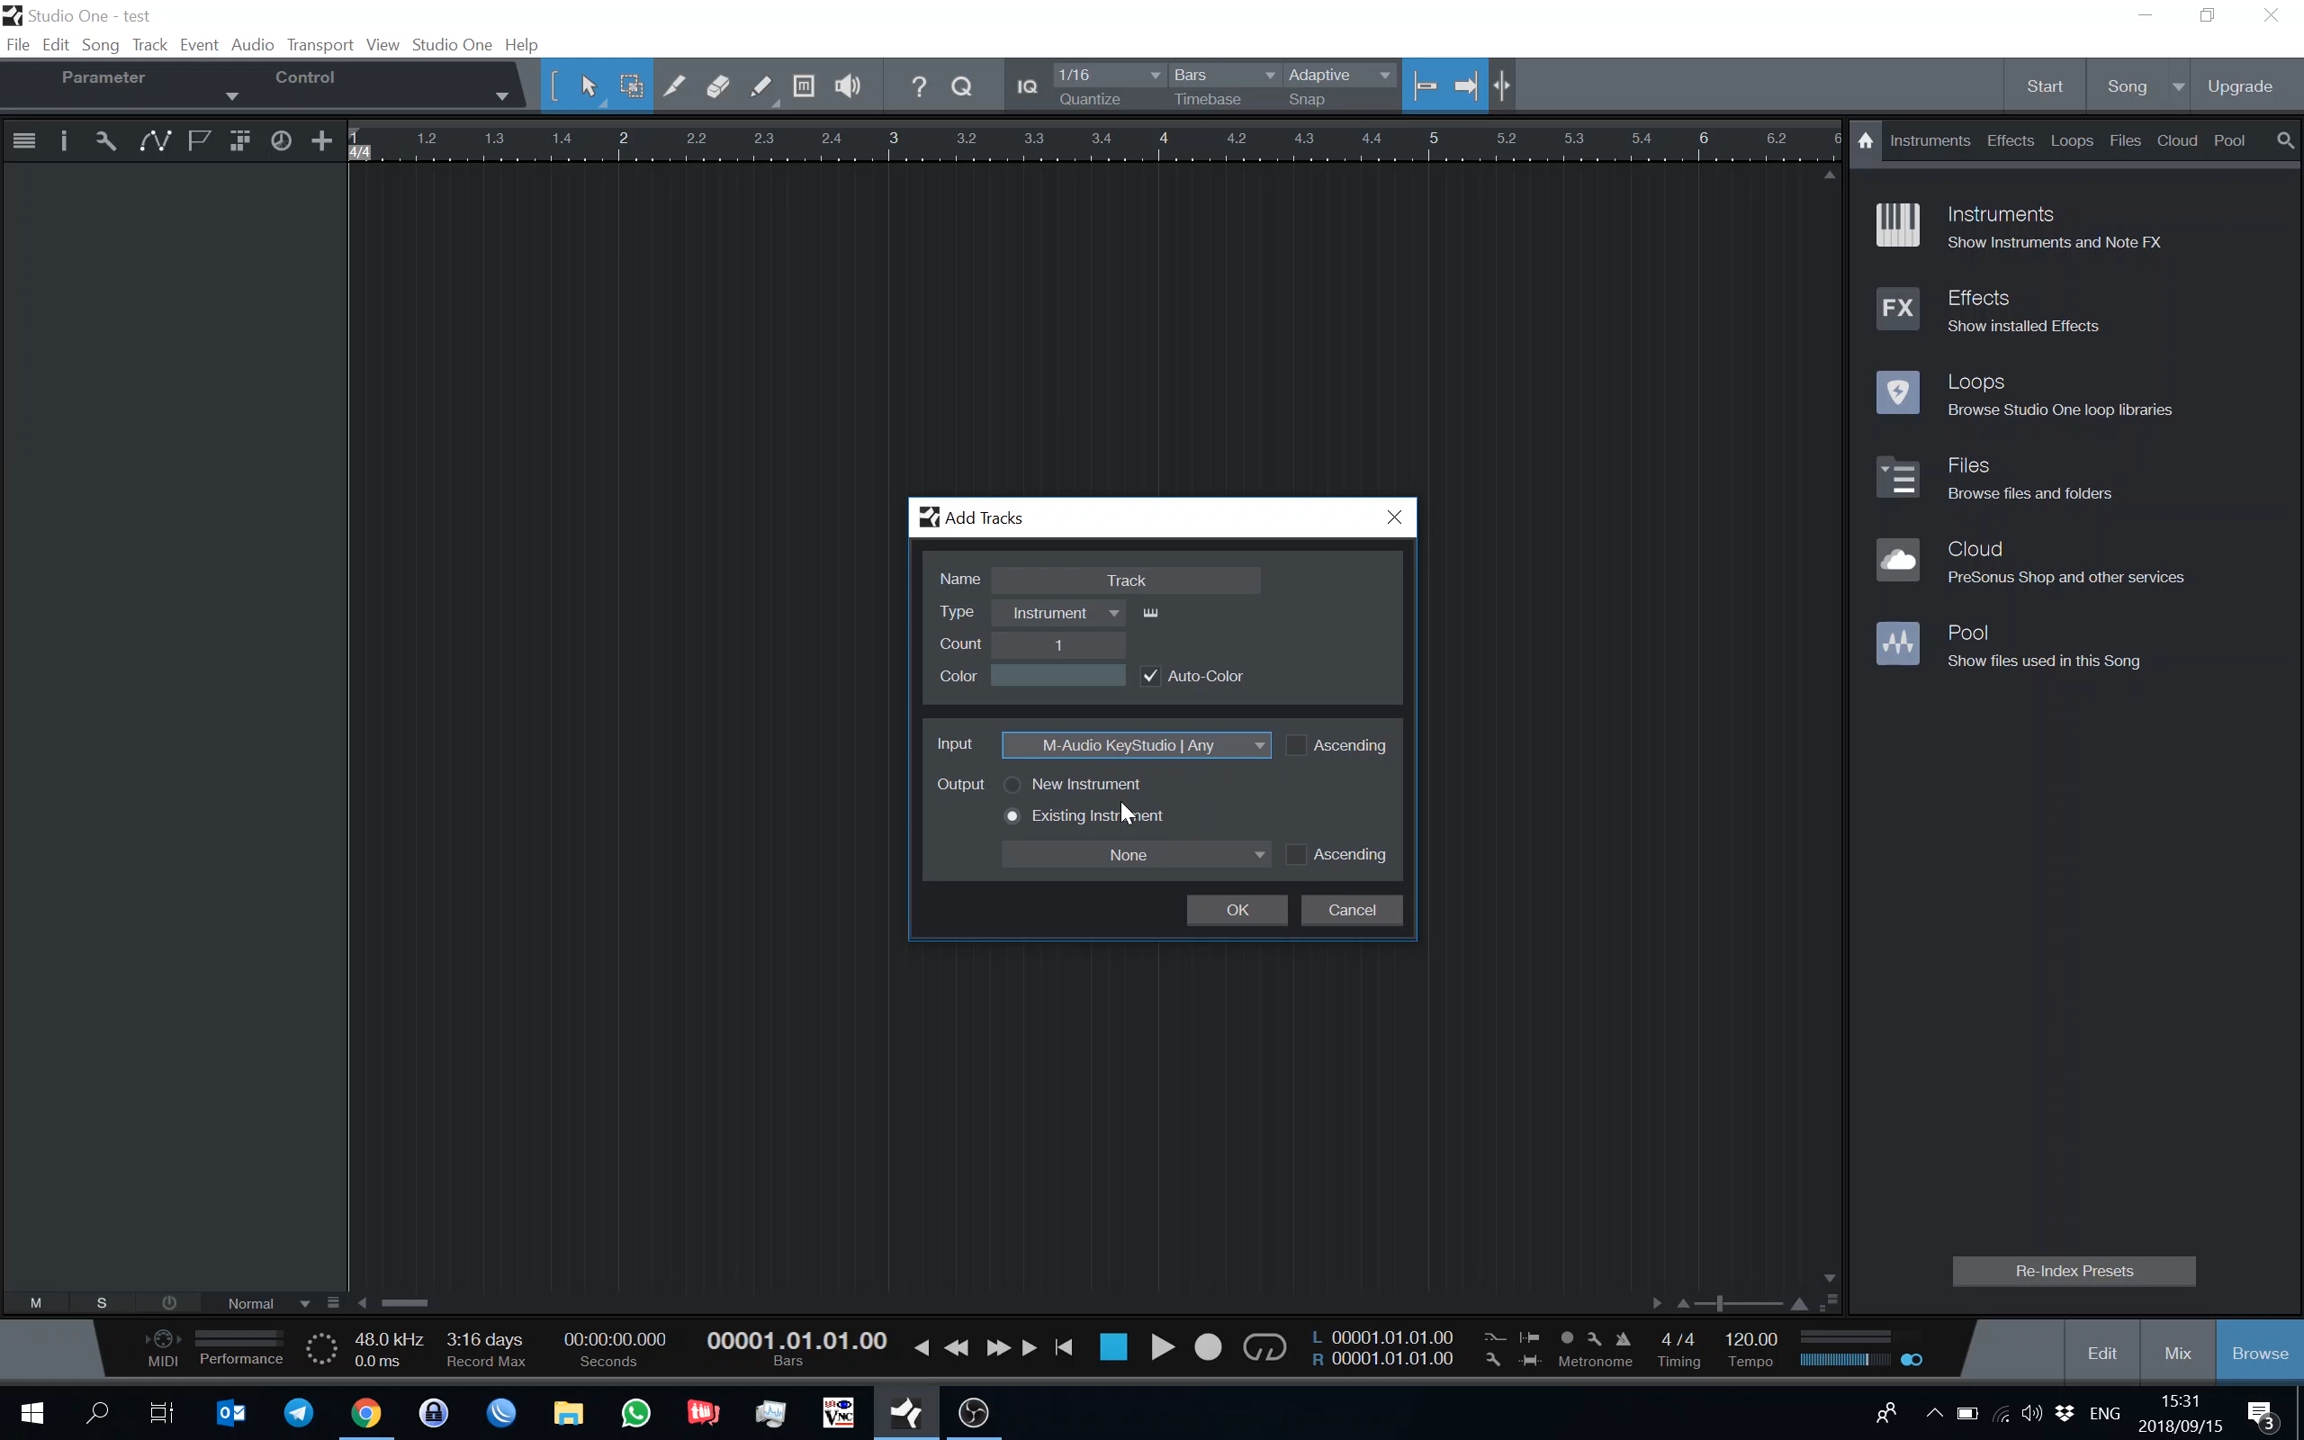 Studio One - test
File Edit Song Track Event Audio Transport View Studio One Help
Parameter Control
1/16 Bars Adaptive
IQ Quantize Timebase Snap
Start Song Upgrade
1 1.2 1.3 1.4 2 2.2 2.3 2.4 3 3.2 3.3 3.4 4 4.2 4.3 4.4 5 5.2 5.3 5.4 6 6.2 6
4/4
Instruments Effects Loops Files Cloud Pool
Instruments
Show Instruments and Note FX
FX
Effects
Show installed Effects
Loops
Browse Studio One loop libraries
Files
Browse files and folders
Cloud
PreSonus Shop and other services
Pool
Show files used in this Song
Add Tracks
Name Track
Type Instrument
Count 1
Color Auto-Color
Input M-Audio KeyStudio | Any Ascending
Output New Instrument
Existing Instrument
None Ascending
OK Cancel
Re-Index Presets
M S Normal
48.0 kHz 3:16 days 00:00:00.000 00001.01.01.00 L 00001.01.01.00 4 / 4 120.00
MIDI Performance 0.0 ms Record Max Seconds Bars R 00001.01.01.00 Metronome Timing Tempo
Edit Mix Browse
ENG
15:31
2018/09/15
3